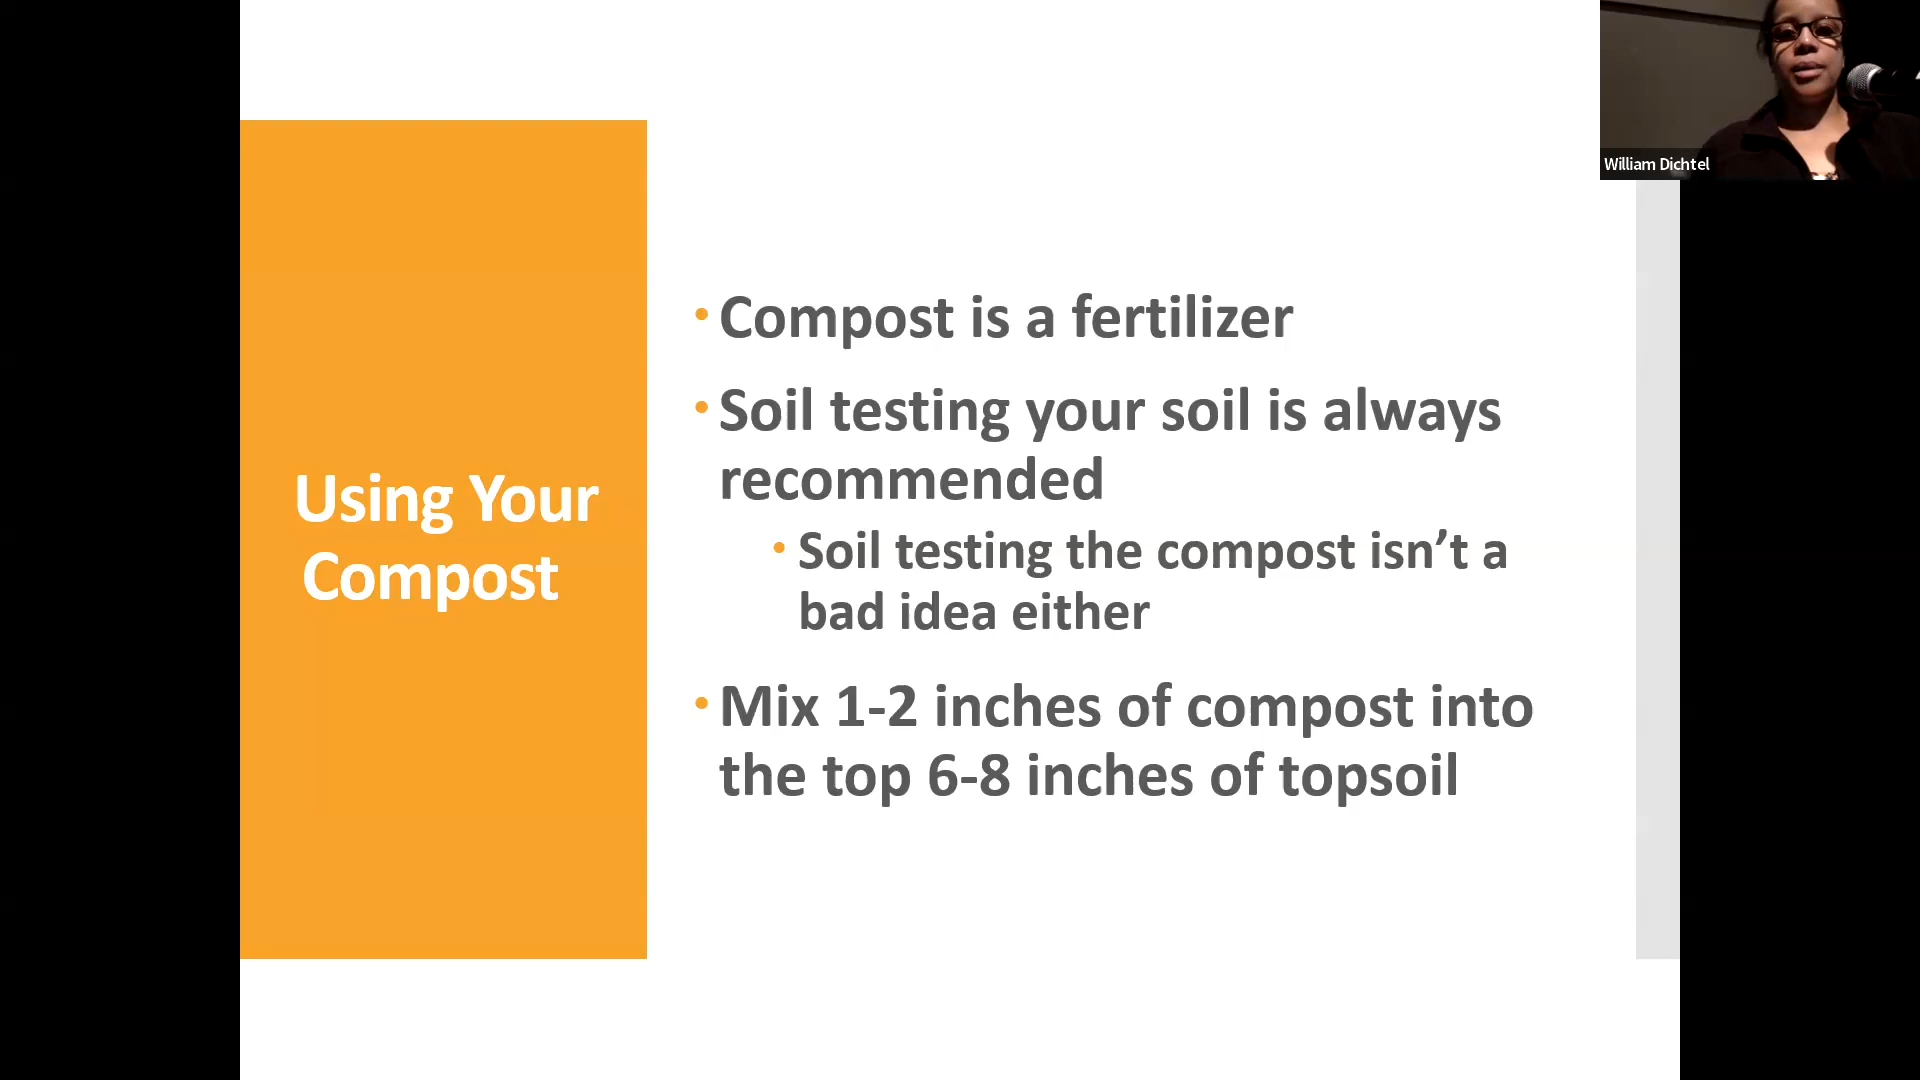 William Dichtel
Using Your
Compost
Compost is a fertilizer
Soil testing your soil is always
recommended
Soil testing the compost isn’t a
bad idea either
Mix 1-2 inches of compost into
the top 6-8 inches of topsoil